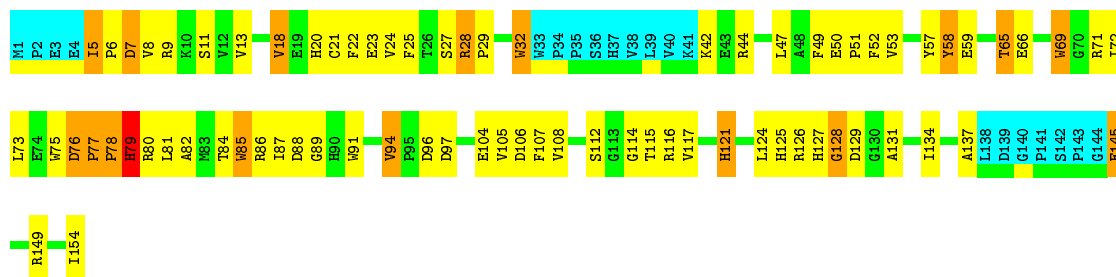 M1 P2 E3 E4 I5 P6 D7 V8 R9 K10 S11 V12 V13 V18 E19 H20 C21 F22 E23 V24 F25 T26 S27 R28 P29 W32 W33 P34 P35 S36 H37 V38 L39 V40 K41 K42 E43 R44 L47 A48 F49 E50 P51 F52 V53 Y57 Y58 E59 T65 E66 W69 G70 R71
L73 E74 W75 D76 P77 P78 H79 R80 L81 A82 M83 T84 W85 R86 I87 D88 G89 H90 W91 V94 P95 D96 D97 E104 V105 D106 F107 V108 S112 G113 G114 T115 R116 V117 H121 L124 H125 R126 H127 G128 D129 G130 A131 I134 A137 L138 D139 G140 P141 S142 P143 G144
R149 I154